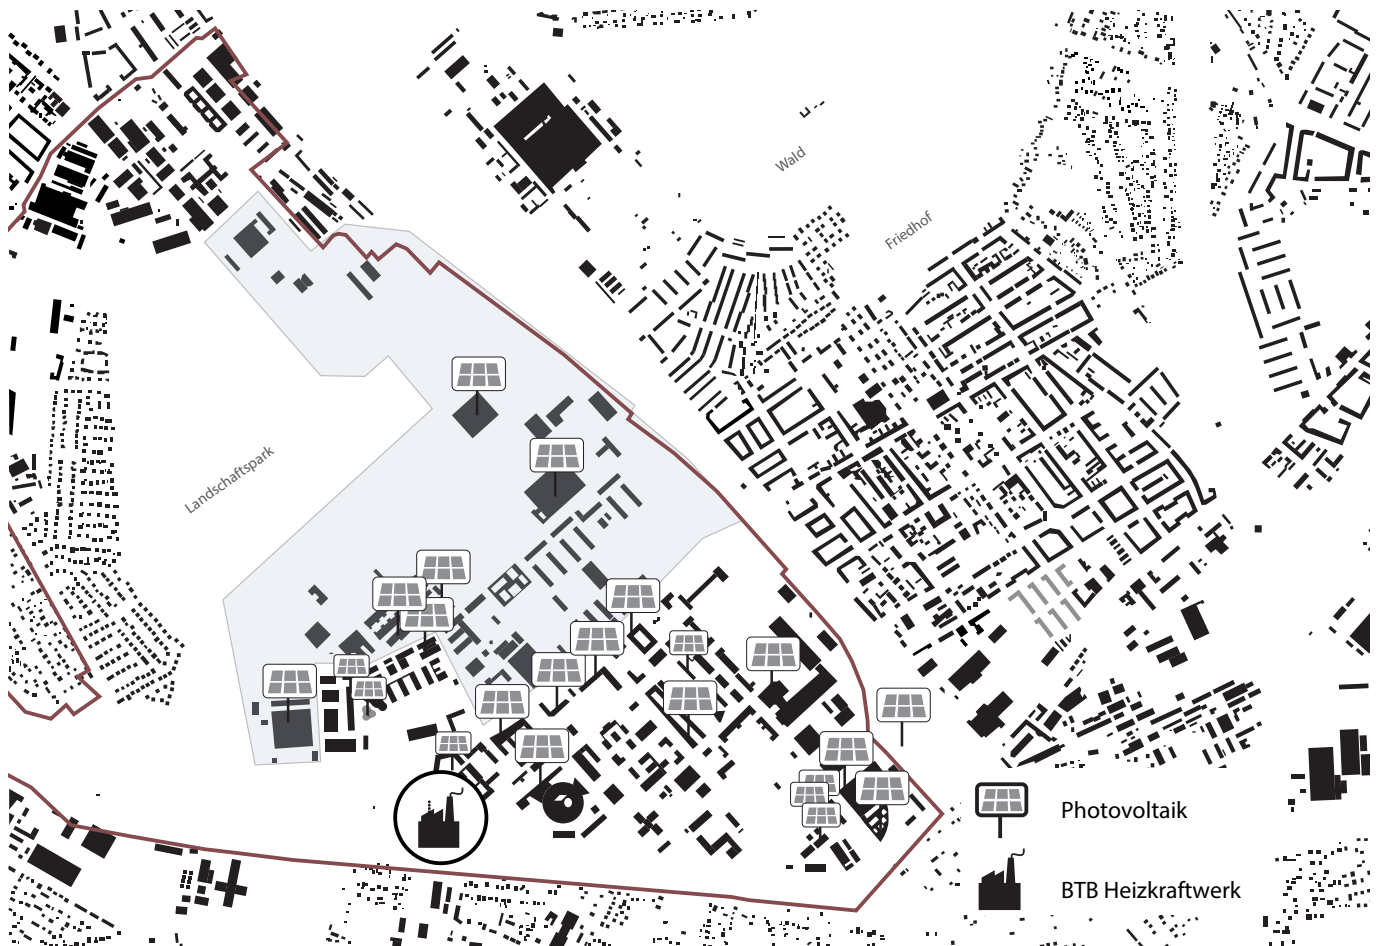 Wald
Friedhof
Landschaftspark
Photovoltaik
BTB Heizkraftwerk